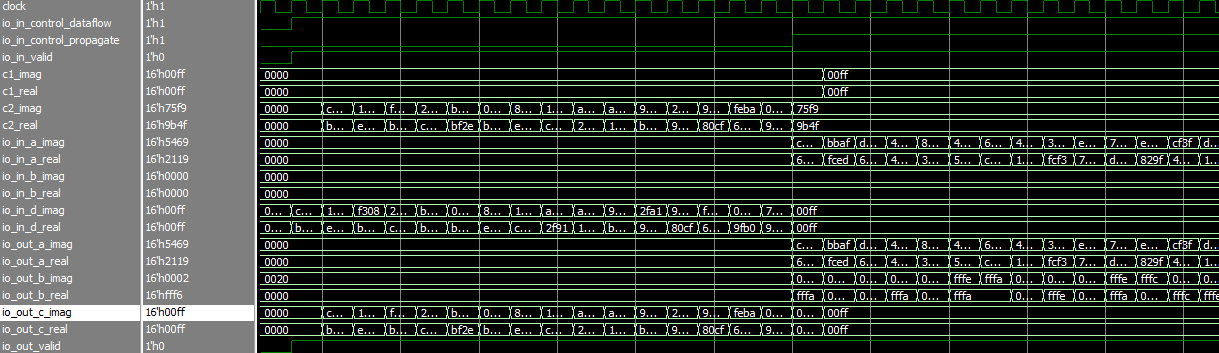 clock 1'h1
io_in_control_dataflow 1'h1
io_in_control_propagate 1'h1
io_in_valid 1'h0
c1_imag 16'h00ff 0000 00ff
c1_real 16'h00ff 0000 00ff
c2_imag 16'h75f9 0000 c... 1... f... 2... b... 0... 8... 1... a... a... 9... 2... 9... feba 0... 75f9
c2_real 16'h9b4f 0000 b... e... b... c... bf2e b... e... c... 2... 1... b... 9... 80cf 6... 9... 9b4f
io_in_a_imag 16'h5469 0000 c... bbaf d... 4... 8... 4... 6... 4... 3... e... 7... e... cf3f d...
io_in_a_real 16'h2119 0000 6... fced 6... 4... 3... 5... c... 1... fcf3 7... d... 829f 4... 1...
io_in_b_imag 16'h0000 0000
io_in_b_real 16'h0000 0000
io_in_d_imag 16'h00ff 0... c... 1... f308 2... b... 0... 8... 1... a... a... 9... 2fa1 9... f... 0... 7... 00ff
io_in_d_real 16'h00ff 0... b... e... b... c... b... b... e... c... 2f91 1... b... 9... 80cf 6... 9fb0 9... 00ff
io_out_a_imag 16'h5469 0000 c... bbaf d... 4... 8... 4... 6... 4... 3... e... 7... e... cf3f d...
io_out_a_real 16'h2119 0000 6... fced 6... 4... 3... 5... c... 1... fcf3 7... d... 829f 4... 1...
io_out_b_imag 16'h0002 0020 0... 0... 0... 0... 0... fffe fffa 0... 0... 0... fffe fffc 0... 0...
io_out_b_real 16'hfff6 0000 fffa 0... 0... fffa 0... fffa 0... fffe 0... fffa 0... fffc fffe
io_out_c_imag 16'h00ff 0000 c... 1... f... 2... b... 0... 8... 1... a... a... 9... 2... 9... feba 0... 0... 00ff
io_out_c_real 16'h00ff 0000 b... e... b... c... bf2e b... e... c... 2... 1... b... 9... 80cf 6... 9... 0... 00ff
io_out_valid 1'h0